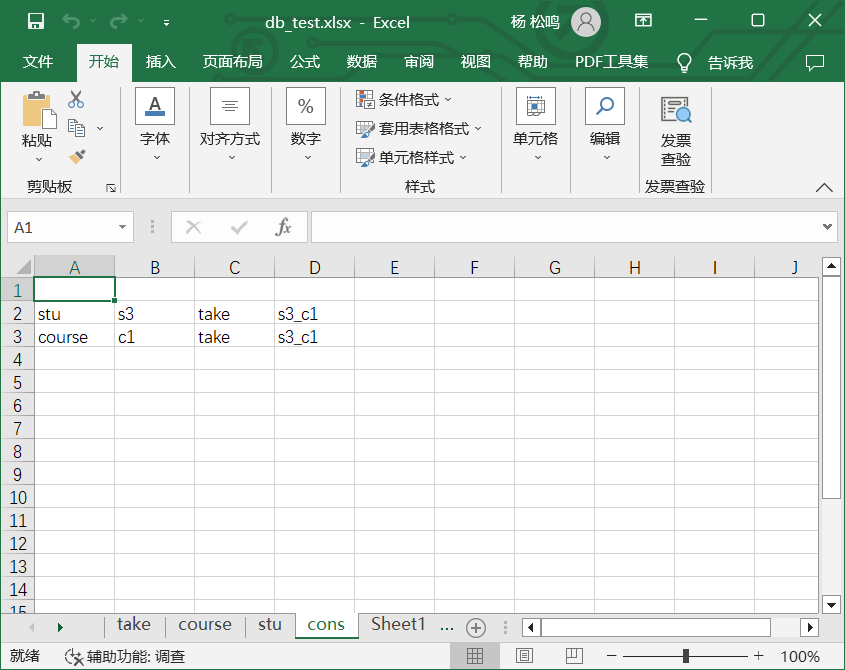 db_test.xlsx - Excel 杨 松鸣
文件 开始 插入 页面布局 公式 数据 审阅 视图 帮助 PDF工具集 告诉我
粘贴 字体 对齐方式 % 数字 条件格式 套用表格格式 单元格样式 单元格 编辑 发票查验
剪贴板 样式 发票查验
A1 fx
A B C D E F G H I J
1
2 stu s3 take s3_c1
3 course c1 take s3_c1
4
5
6
7
8
9
10
11
12
13
14
15
take course stu cons Sheet1 ...
就绪 辅助功能: 调查 100%